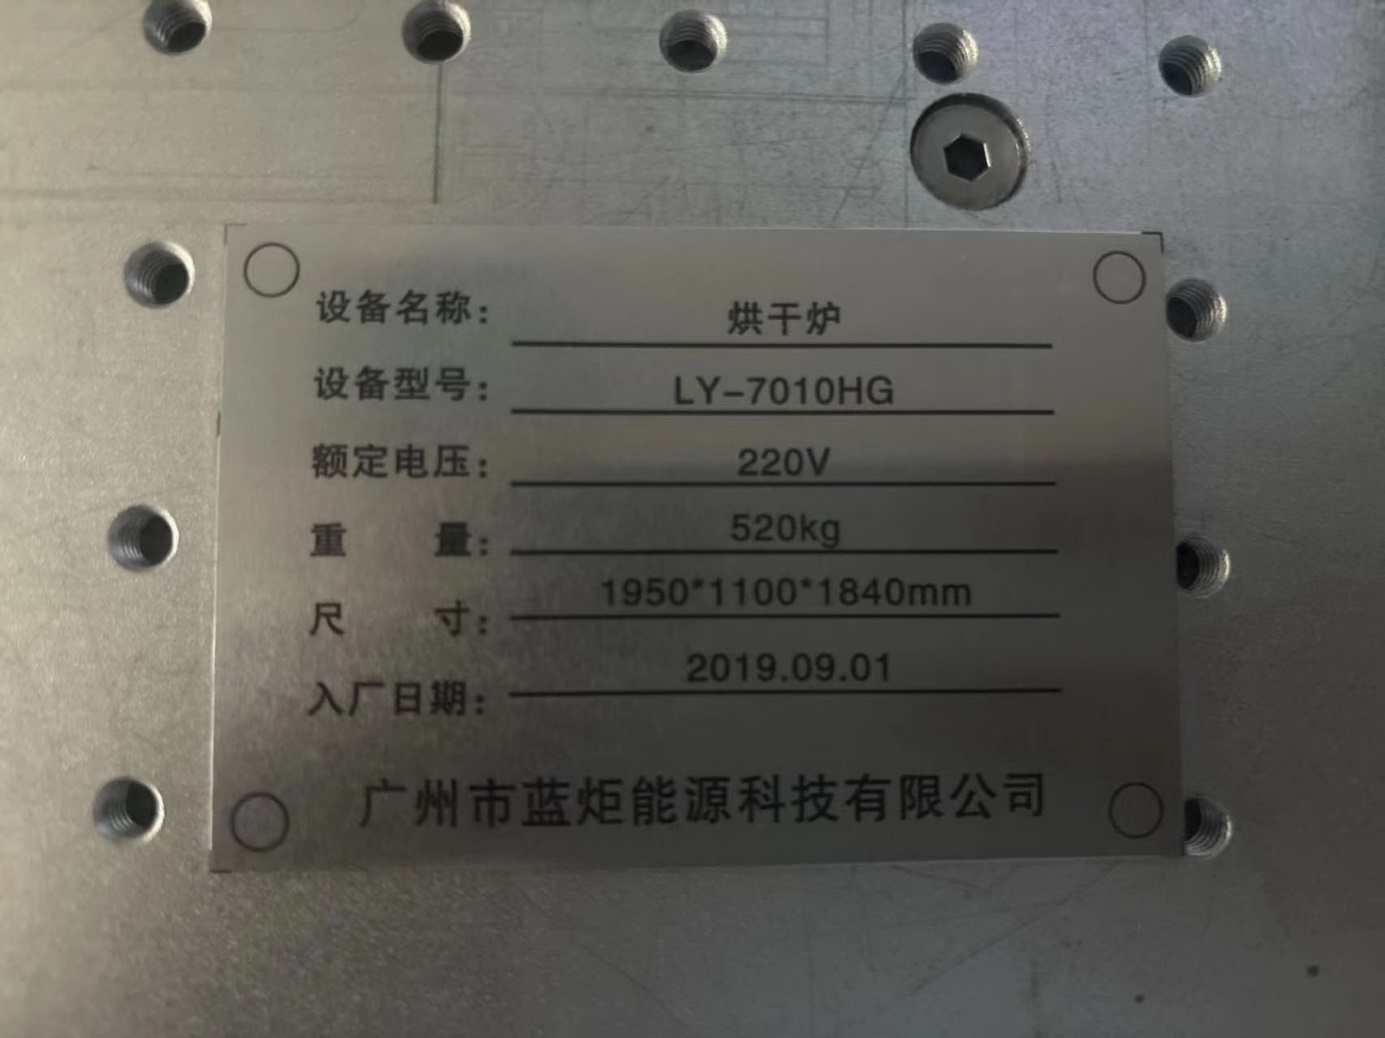 设备名称： 烘干炉
设备型号： LY-7010HG
额定电压： 220V
重 量： 520kg
尺 寸： 1950*1100*1840mm
入厂日期： 2019.09.01
广州市蓝炬能源科技有限公司